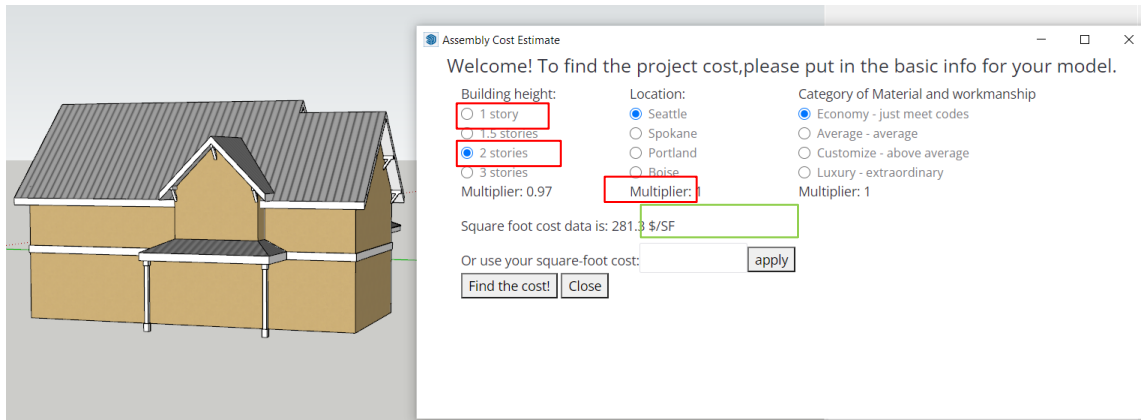 Assembly Cost Estimate
Welcome! To find the project cost,please put in the basic info for your model.
Building height: Location: Category of Material and workmanship
1 story Seattle Economy - just meet codes
1.5 stories Spokane Average - average
2 stories Portland Customize - above average
3 stories Boise Luxury - extraordinary
Multiplier: 0.97 Multiplier: 1 Multiplier: 1
Square foot cost data is: 281.3 $/SF
Or use your square-foot cost: apply
Find the cost! Close